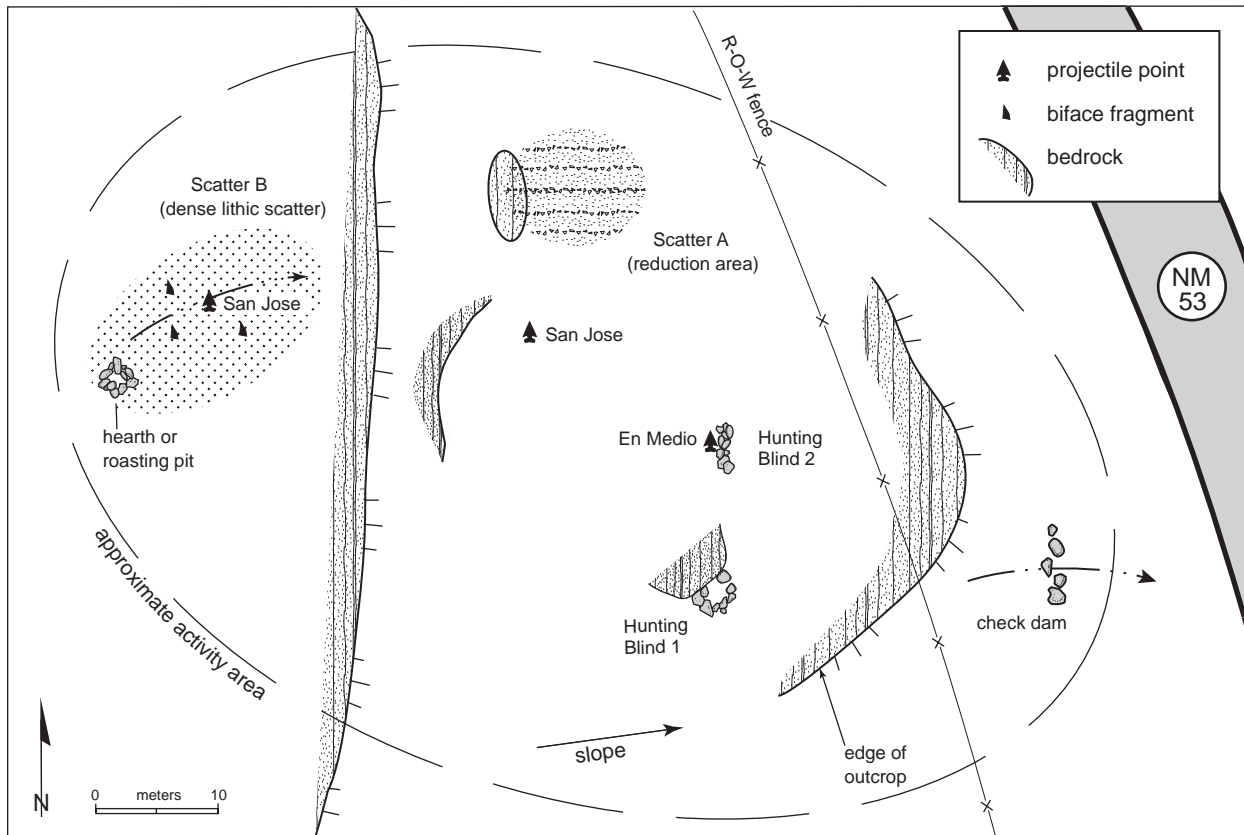 projectile point
biface fragment
bedrock
R-O-W fence
NM
53
Scatter B
(dense lithic scatter)
San Jose
hearth or
roasting pit
Scatter A
(reduction area)
San Jose
En Medio
Hunting
Blind 2
Hunting
Blind 1
check dam
approximate activity area
slope
edge of
outcrop
N
0 meters 10